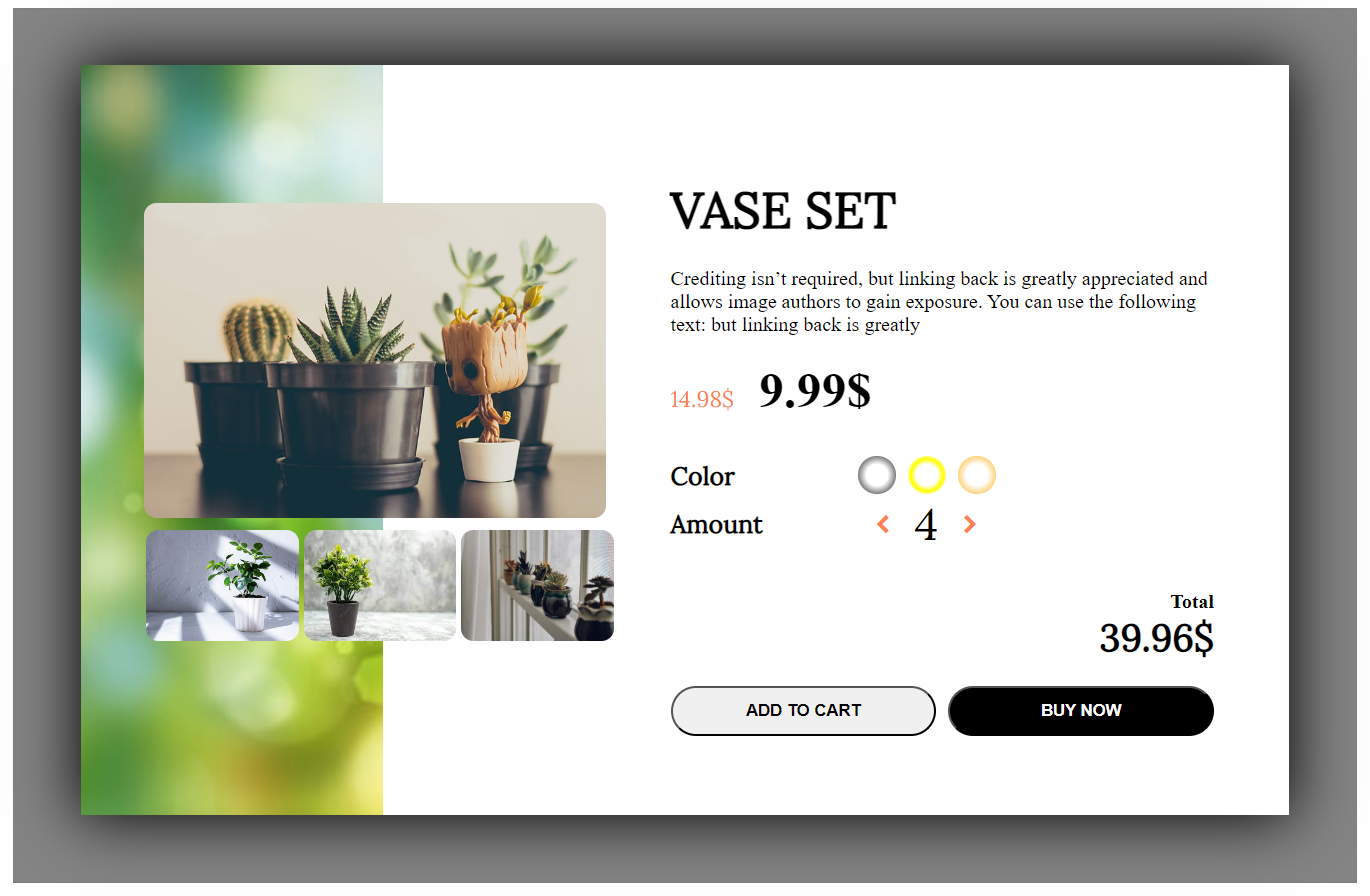 VASE SET
Crediting isn’t required, but linking back is greatly appreciated and
allows image authors to gain exposure. You can use the following
text: but linking back is greatly
14.98$ 9.99$
Color
Amount 4
Total
39.96$
ADD TO CART BUY NOW